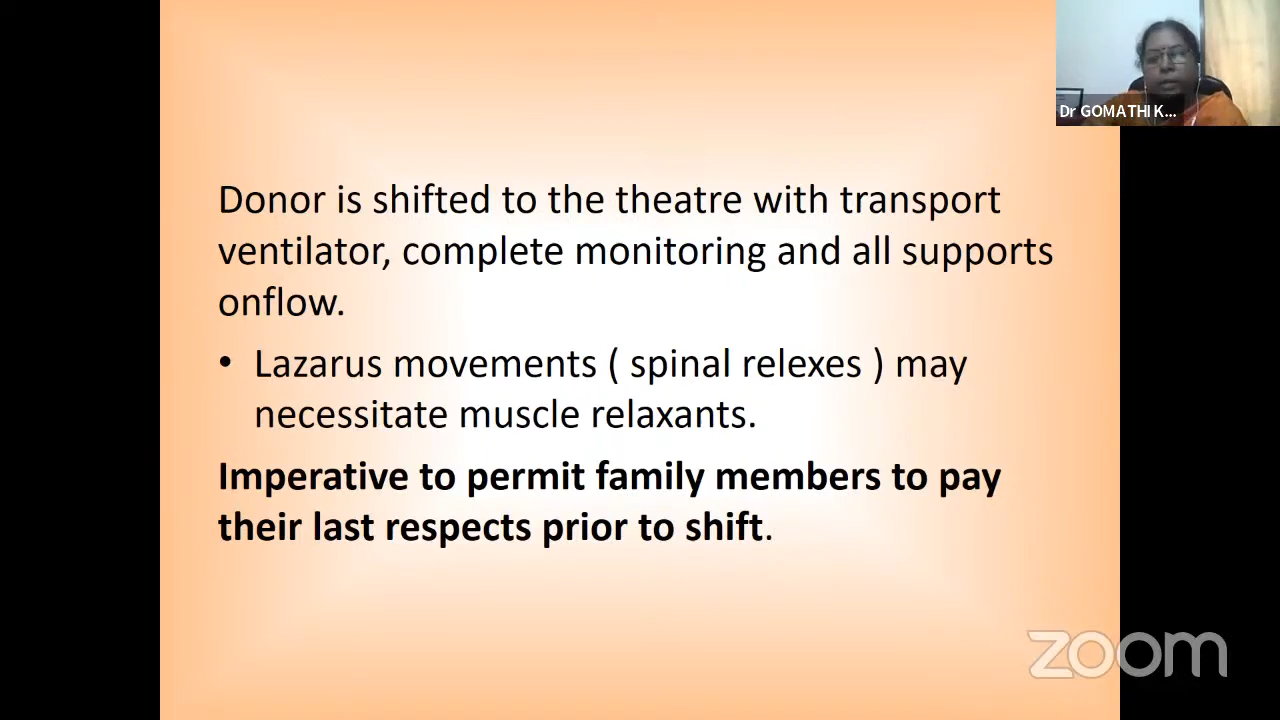 Dr GOMATHI K...
Donor is shifted to the theatre with transport
ventilator, complete monitoring and all supports
onflow.
• Lazarus movements ( spinal relexes ) may
necessitate muscle relaxants.
Imperative to permit family members to pay
their last respects prior to shift.
zoom